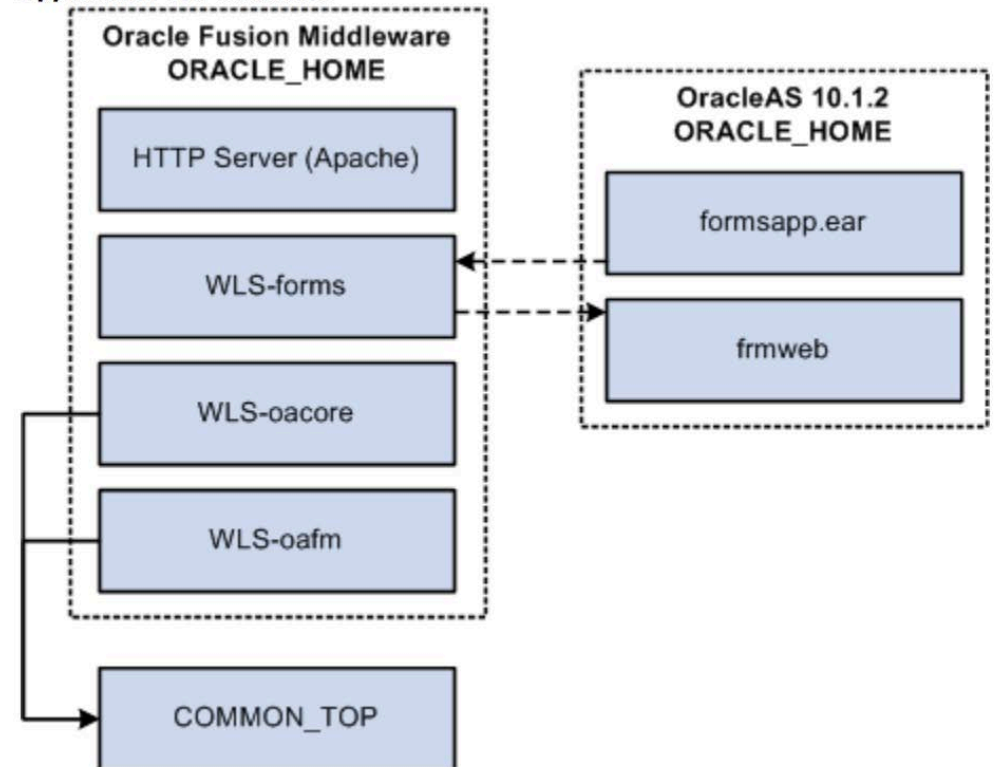 Oracle Fusion Middleware
ORACLE_HOME
HTTP Server (Apache)
WLS-forms
WLS-oacore
WLS-oafm
COMMON_TOP
OracleAS 10.1.2
ORACLE_HOME
formsapp.ear
frmweb